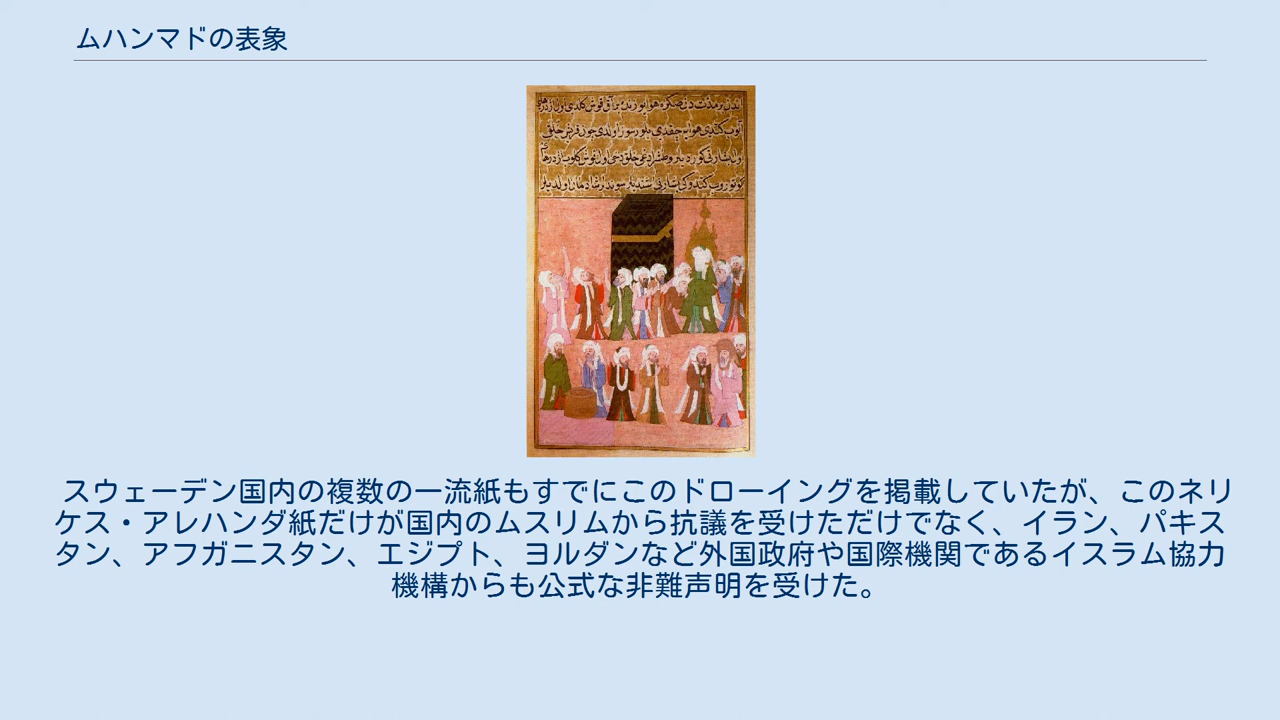 ムハンマドの表象
スウェーデン国内の複数の一流紙もすでにこのドローイングを掲載していたが、このネリ
ケス・アレハンダ紙だけが国内のムスリムから抗議を受けただけでなく、イラン、パキス
タン、アフガニスタン、エジプト、ヨルダンなど外国政府や国際機関であるイスラム協力
機構からも公式な非難声明を受けた。